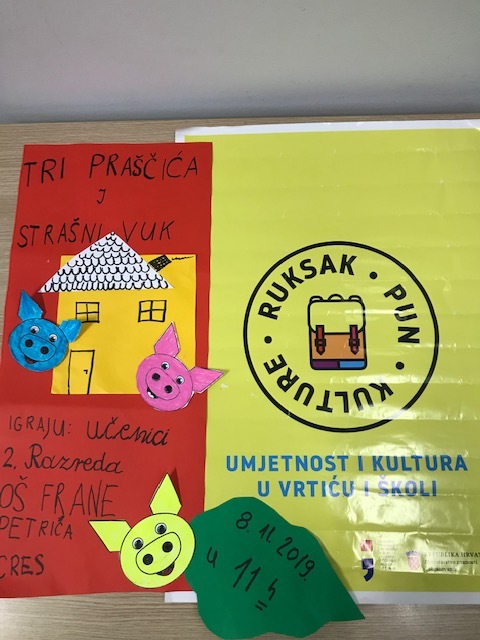 TRI PRAŠČIĆA
I
STRAŠNI VUK
IGRAJU: učenici
2. Razreda
OŠ FRANE
PETRIĆA
CRES
8. 11. 2019.
u 11 h
RUKSAK • PUN • KULTURE •
UMJETNOST I KULTURA
U VRTIĆU I ŠKOLI